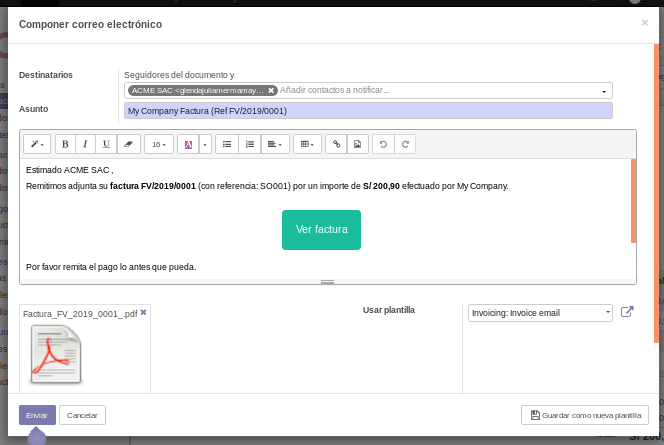 Componer correo electrónico
×
Destinatarios
Seguidores del documento y
ACME SAC <glendajuliamermamay... × Añadir contactos a notificar...
Asunto
My Company Factura (Ref FV/2019/0001)
B I U 16 A
Estimado ACME SAC ,
Remitimos adjunta su factura FV/2019/0001 (con referencia: SO001) por un importe de S/ 200,90 efectuado por My Company.
Ver factura
Por favor remita el pago lo antes que pueda.
Factura_FV_2019_0001_.pdf ×
Usar plantilla
Invoicing: Invoice email
Enviar
Cancelar
Guardar como nueva plantilla